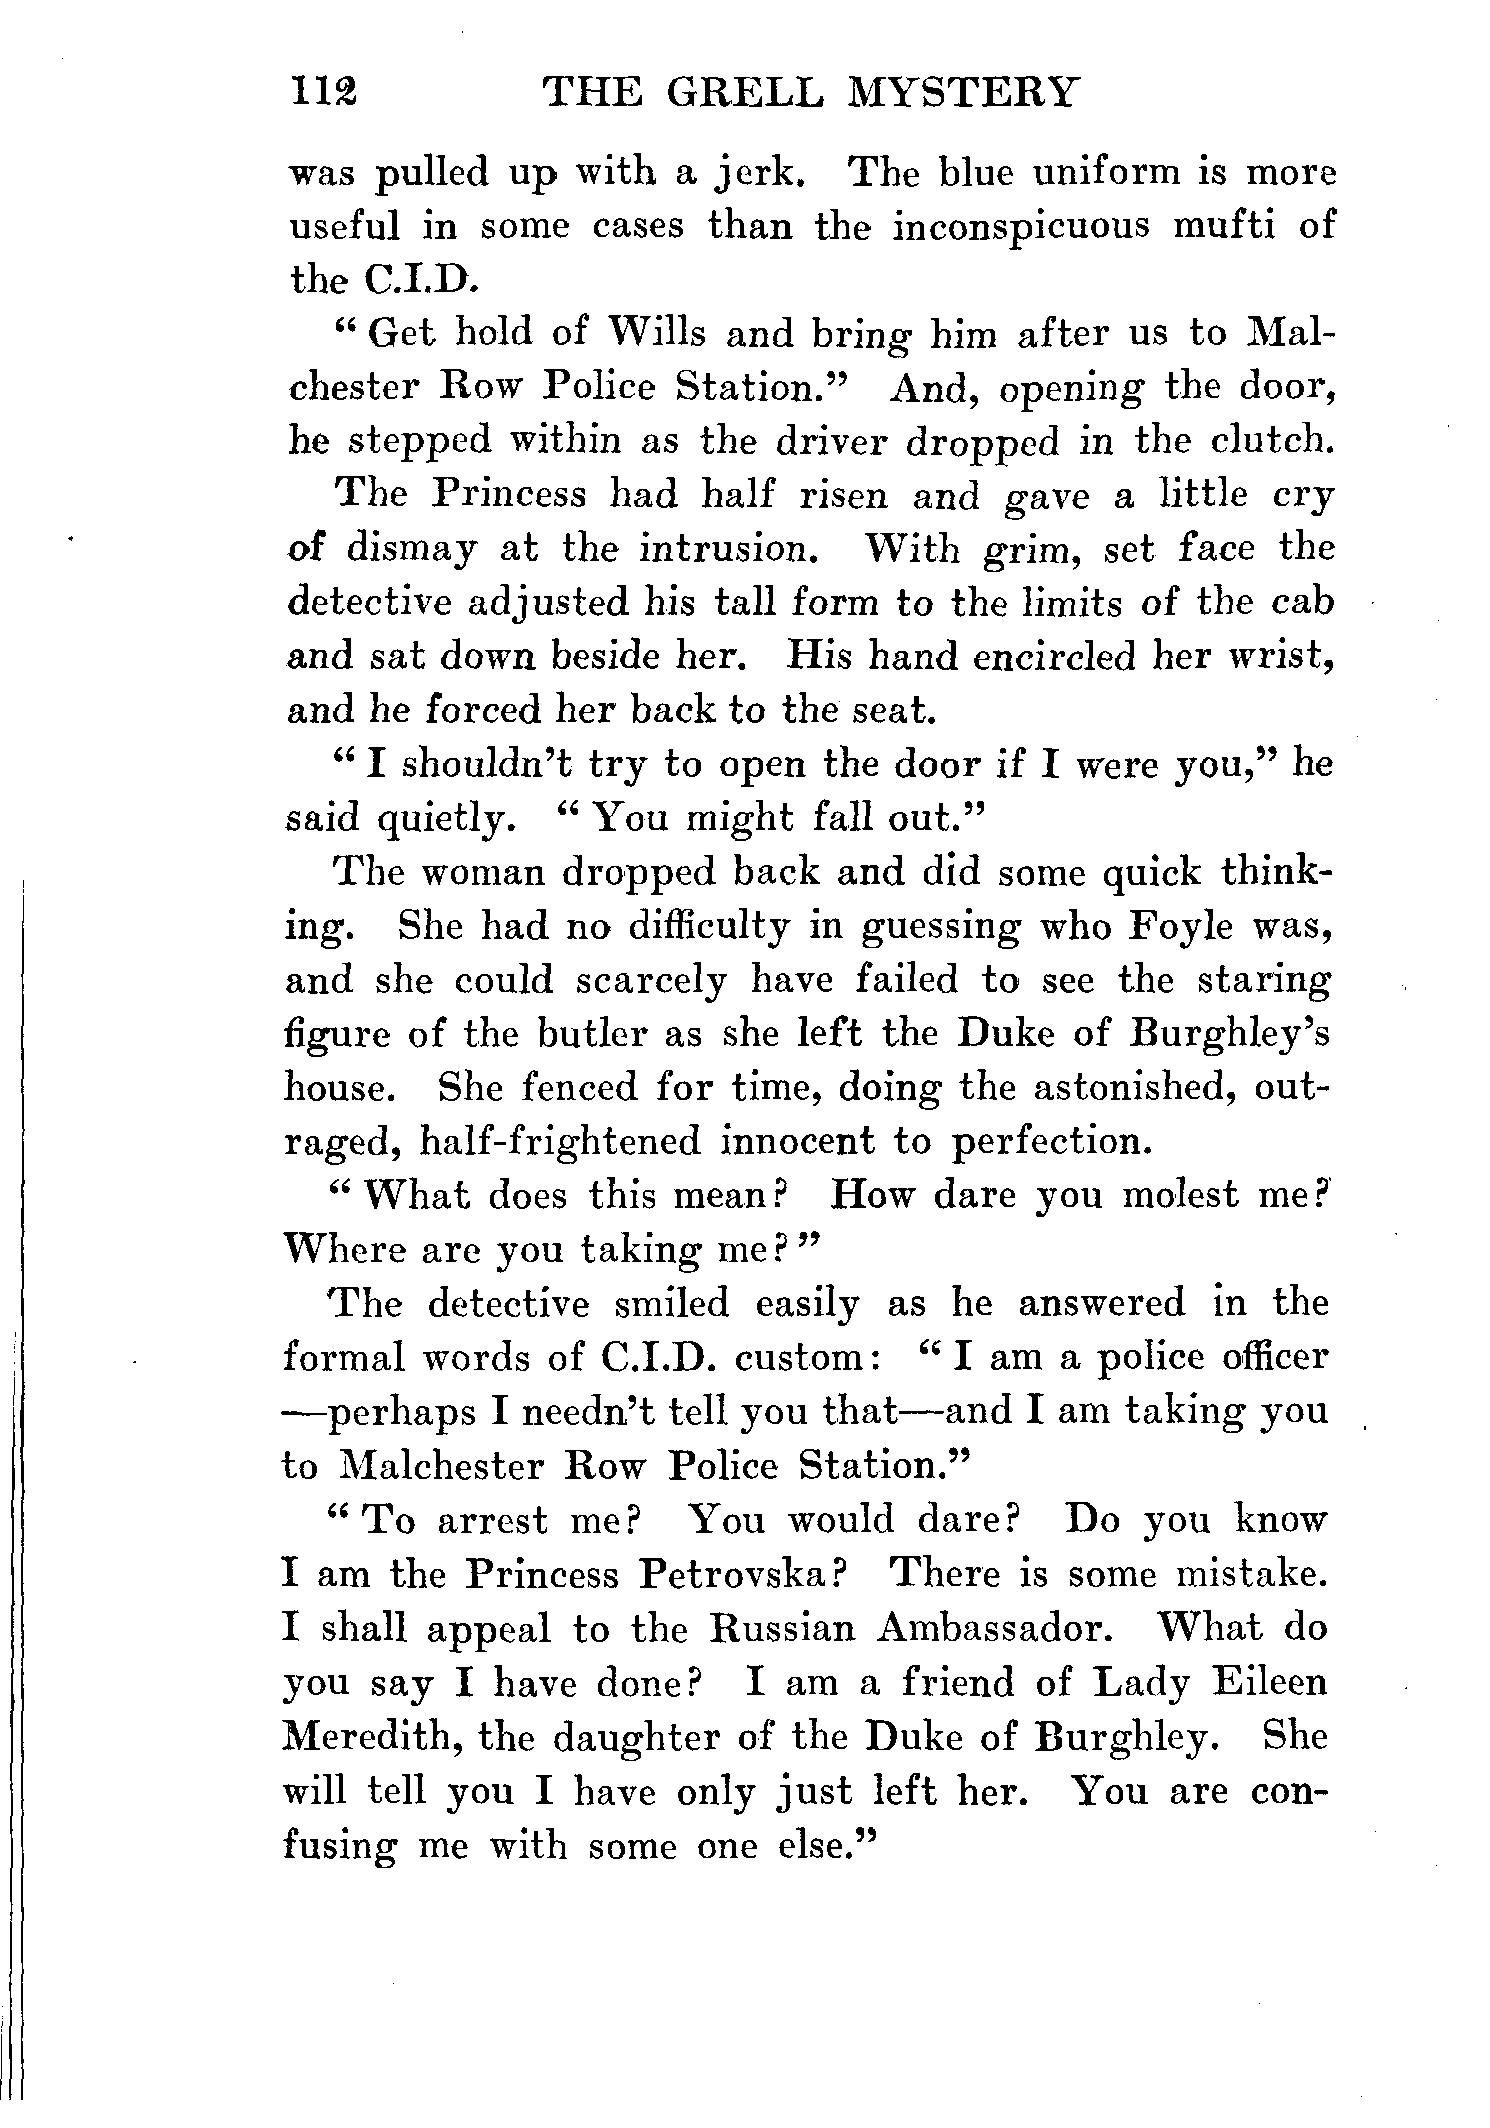 112 THE GRELL MYSTERY
was pulled up with a jerk. The blue uniform is more
useful in some cases than the inconspicuous mufti of
the C.I.D.
“ Get hold of Wills and bring him after us to Mal-
chester Row Police Station.” And, opening the door,
he stepped within as the driver dropped in the clutch.
The Princess had half risen and gave a little cry
of dismay at the intrusion. With grim, set face the
detective adjusted his tall form to the limits of the cab
and sat down beside her. His hand encircled her wrist,
and he forced her back to the seat.
“ I shouldn’t try to open the door if I were you,” he
said quietly. “ You might fall out.”
The woman dropped back and did some quick think-
ing. She had no difficulty in guessing who Foyle was,
and she could scarcely have failed to see the staring
figure of the butler as she left the Duke of Burghley’s
house. She fenced for time, doing the astonished, out-
raged, half-frightened innocent to perfection.
“ What does this mean? How dare you molest me?
Where are you taking me? ”
The detective smiled easily as he answered in the
formal words of C.I.D. custom: “ I am a police officer
—perhaps I needn’t tell you that—and I am taking you
to Malchester Row Police Station.”
“ To arrest me? You would dare? Do you know
I am the Princess Petrovska? There is some mistake.
I shall appeal to the Russian Ambassador. What do
you say I have done? I am a friend of Lady Eileen
Meredith, the daughter of the Duke of Burghley. She
will tell you I have only just left her. You are con-
fusing me with some one else.”